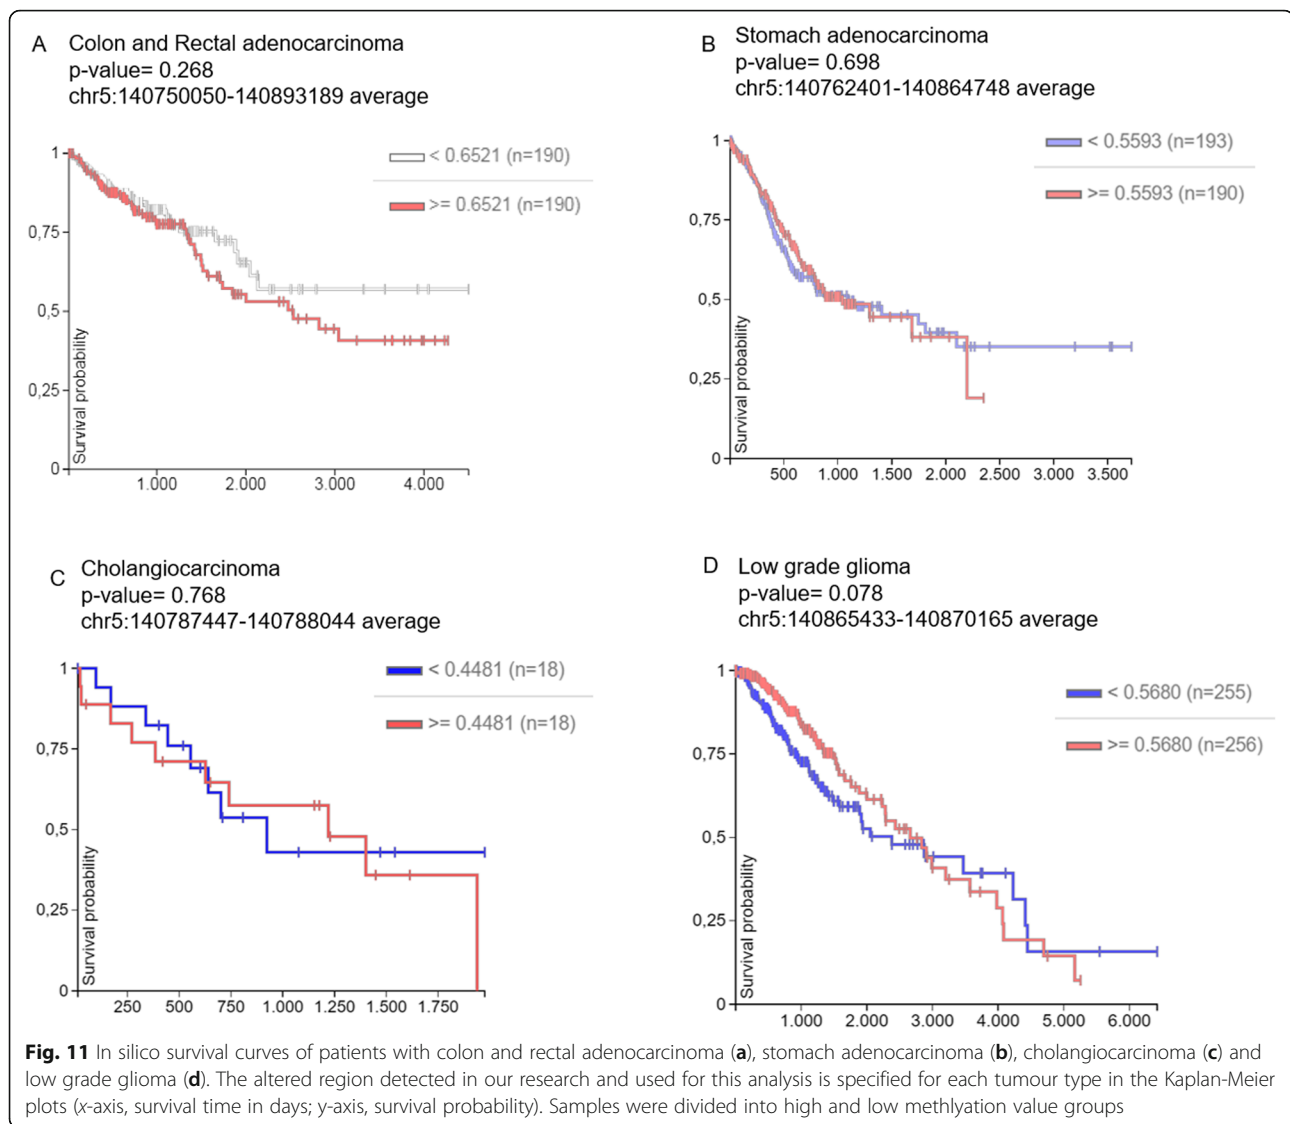 A Colon and Rectal adenocarcinoma
p-value= 0.268
chr5:140750050-140893189 average
< 0.6521 (n=190)
>= 0.6521 (n=190)
1
0,75
0,5
0,25
0
Survival probability
1.000 2.000 3.000 4.000
B Stomach adenocarcinoma
p-value= 0.698
chr5:140762401-140864748 average
< 0.5593 (n=193)
>= 0.5593 (n=190)
1
0,75
0,5
0,25
0
Survival probability
500 1.000 1.500 2.000 2.500 3.000 3.500
C Cholangiocarcinoma
p-value= 0.768
chr5:140787447-140788044 average
< 0.4481 (n=18)
>= 0.4481 (n=18)
1
0,75
0,5
0,25
0
Survival probability
250 500 750 1.000 1.250 1.500 1.750
D Low grade glioma
p-value= 0.078
chr5:140865433-140870165 average
< 0.5680 (n=255)
>= 0.5680 (n=256)
1
0,75
0,5
0,25
0
Survival probability
1.000 2.000 3.000 4.000 5.000 6.000
Fig. 11 In silico survival curves of patients with colon and rectal adenocarcinoma (a), stomach adenocarcinoma (b), cholangiocarcinoma (c) and
low grade glioma (d). The altered region detected in our research and used for this analysis is specified for each tumour type in the Kaplan-Meier
plots (x-axis, survival time in days; y-axis, survival probability). Samples were divided into high and low methlyation value groups